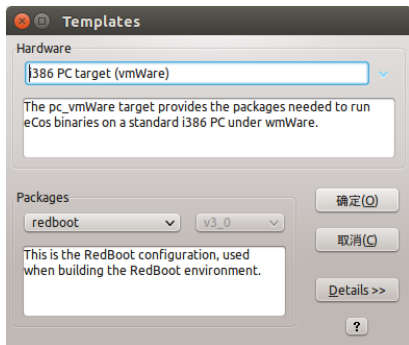 Templates
Hardware
i386 PC target (vmWare)
The pc_vmWare target provides the packages needed to run
eCos binaries on a standard i386 PC under wmWare.
Packages
redboot
v3_0
This is the RedBoot configuration, used
when building the RedBoot environment.
确定(O)
取消(C)
Details >>
?